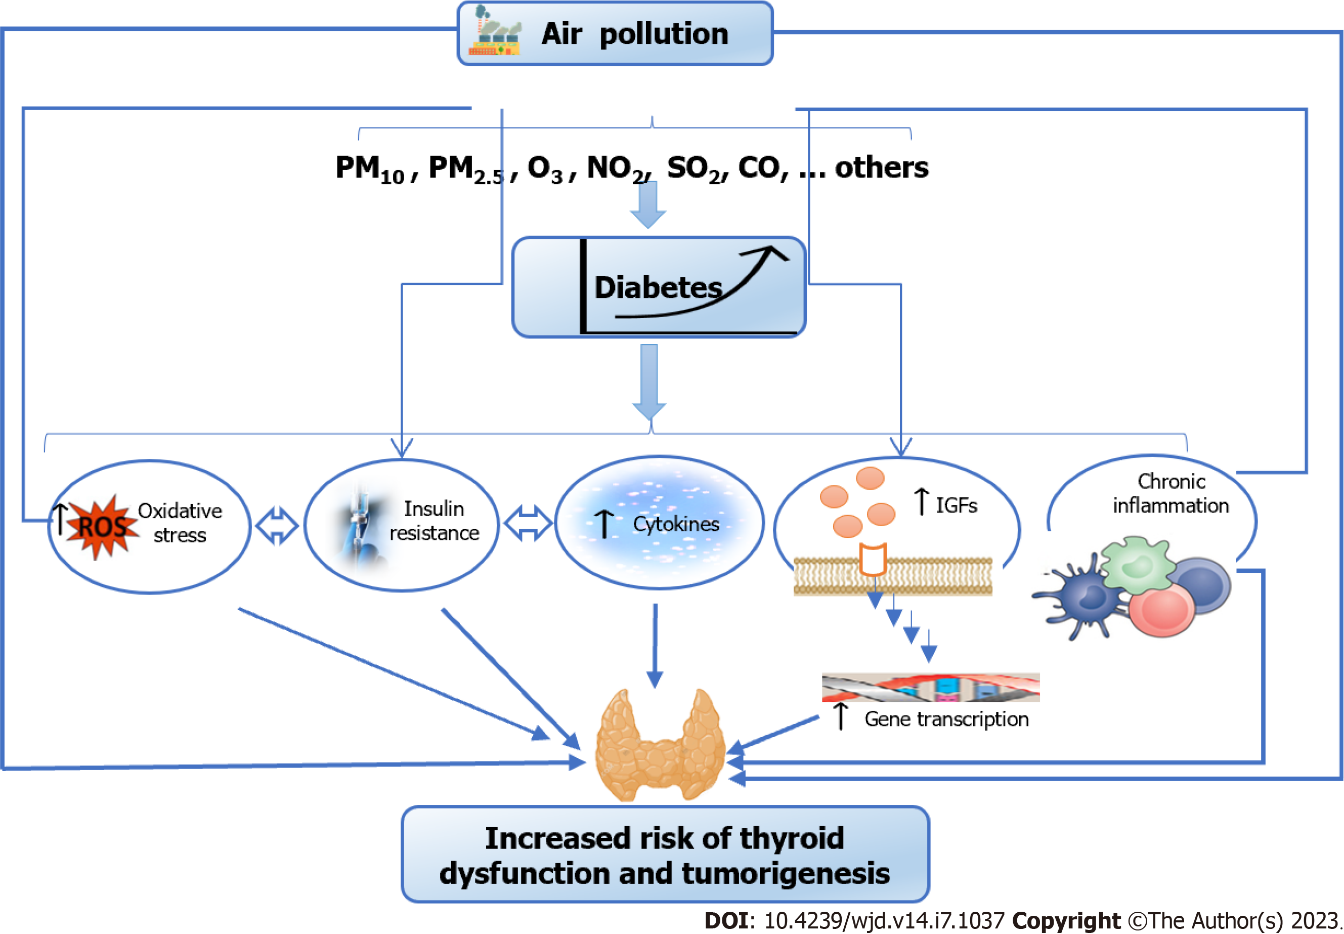 Air pollution
PM10 , PM2.5 , O3 , NO2, SO2, CO, ... others
Diabetes
↑ ROS Oxidative
stress
Insulin
resistance
↑ Cytokines
↑ IGFs
Chronic
inflammation
↑ Gene transcription
Increased risk of thyroid
dysfunction and tumorigenesis
DOI: 10.4239/wjd.v14.i7.1037 Copyright ©The Author(s) 2023.